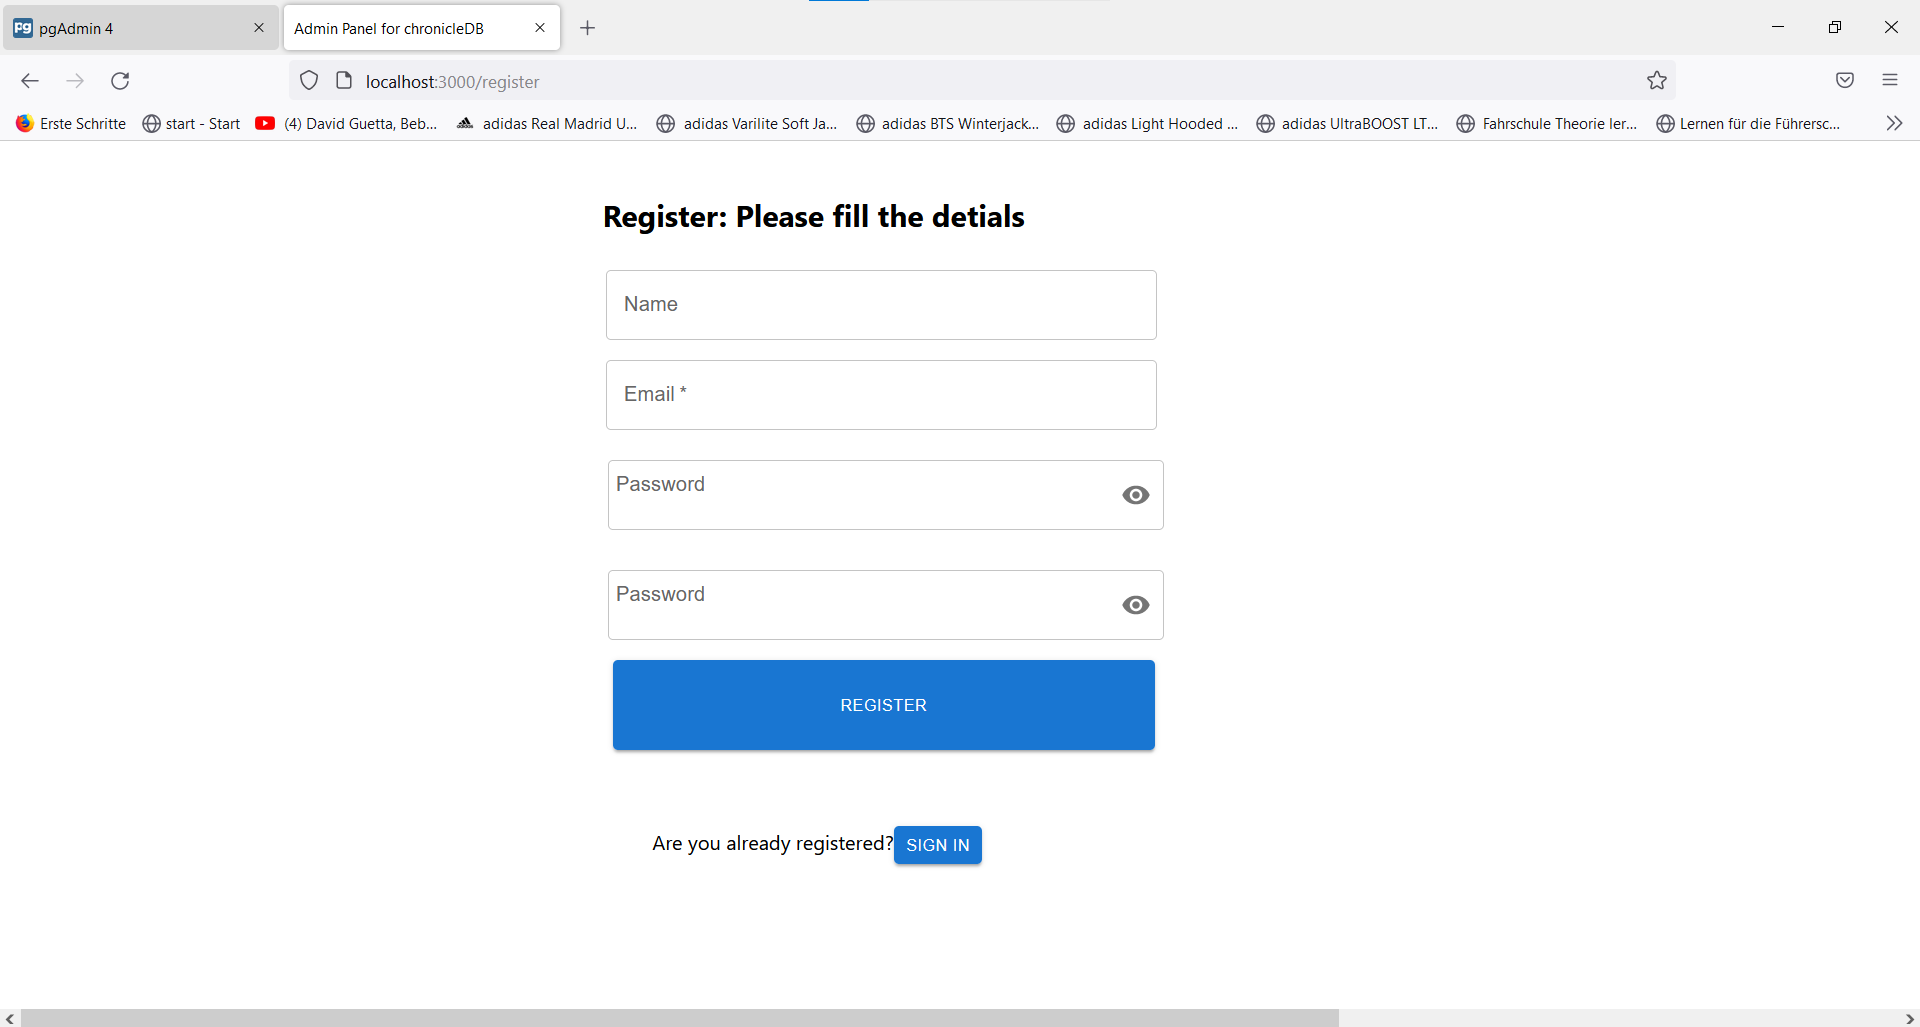 pgAdmin 4
Admin Panel for chronicleDB
localhost:3000/register
Erste Schritte
start - Start
(4) David Guetta, Beb...
adidas Real Madrid U...
adidas Varilite Soft Ja...
adidas BTS Winterjack...
adidas Light Hooded ...
adidas UltraBOOST LT...
Fahrschule Theorie ler...
Lernen für die Führersc...
Register: Please fill the detials
Name
Email *
Password
Password
REGISTER
Are you already registered? SIGN IN